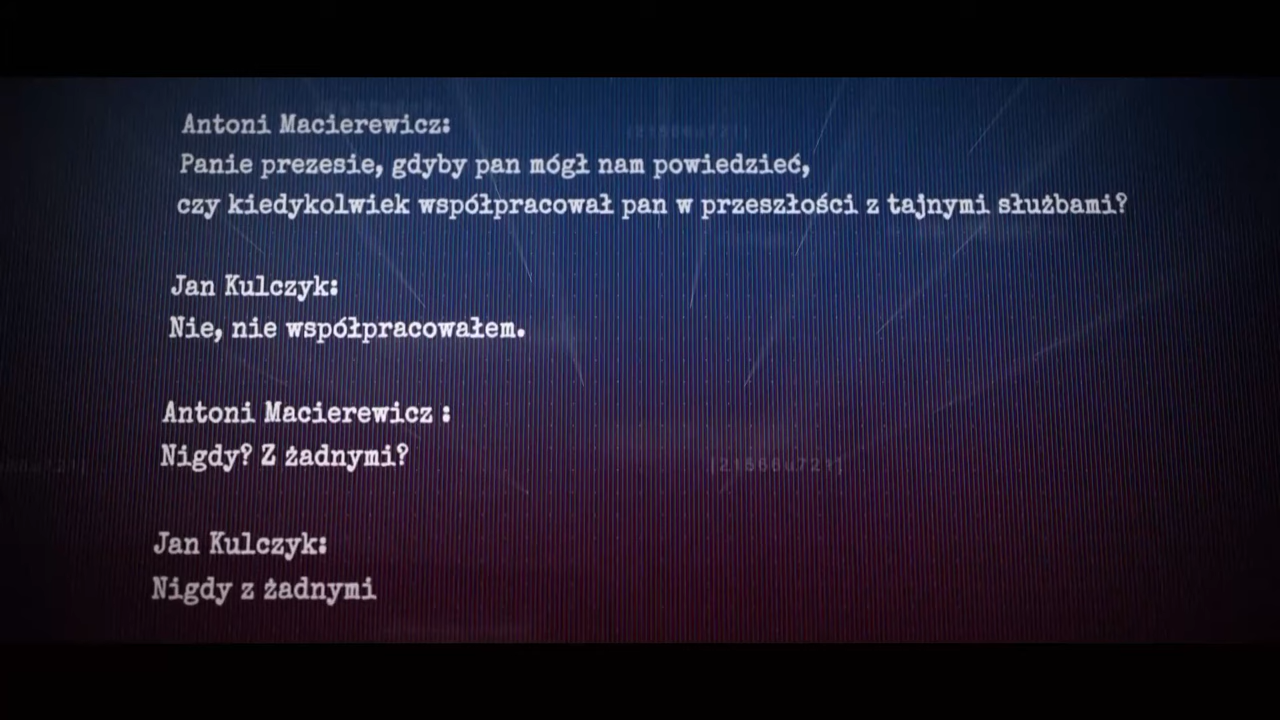 Antoni Macierewicz:
Panie prezesie, gdyby pan mógł nam powiedzieć,
czy kiedykolwiek współpracował pan w przeszłości z tajnymi służbami?
Jan Kulczyk:
Nie, nie współpracowałem.
Antoni Macierewicz :
Nigdy? Z żadnymi?
Jan Kulczyk:
Nigdy z żadnymi